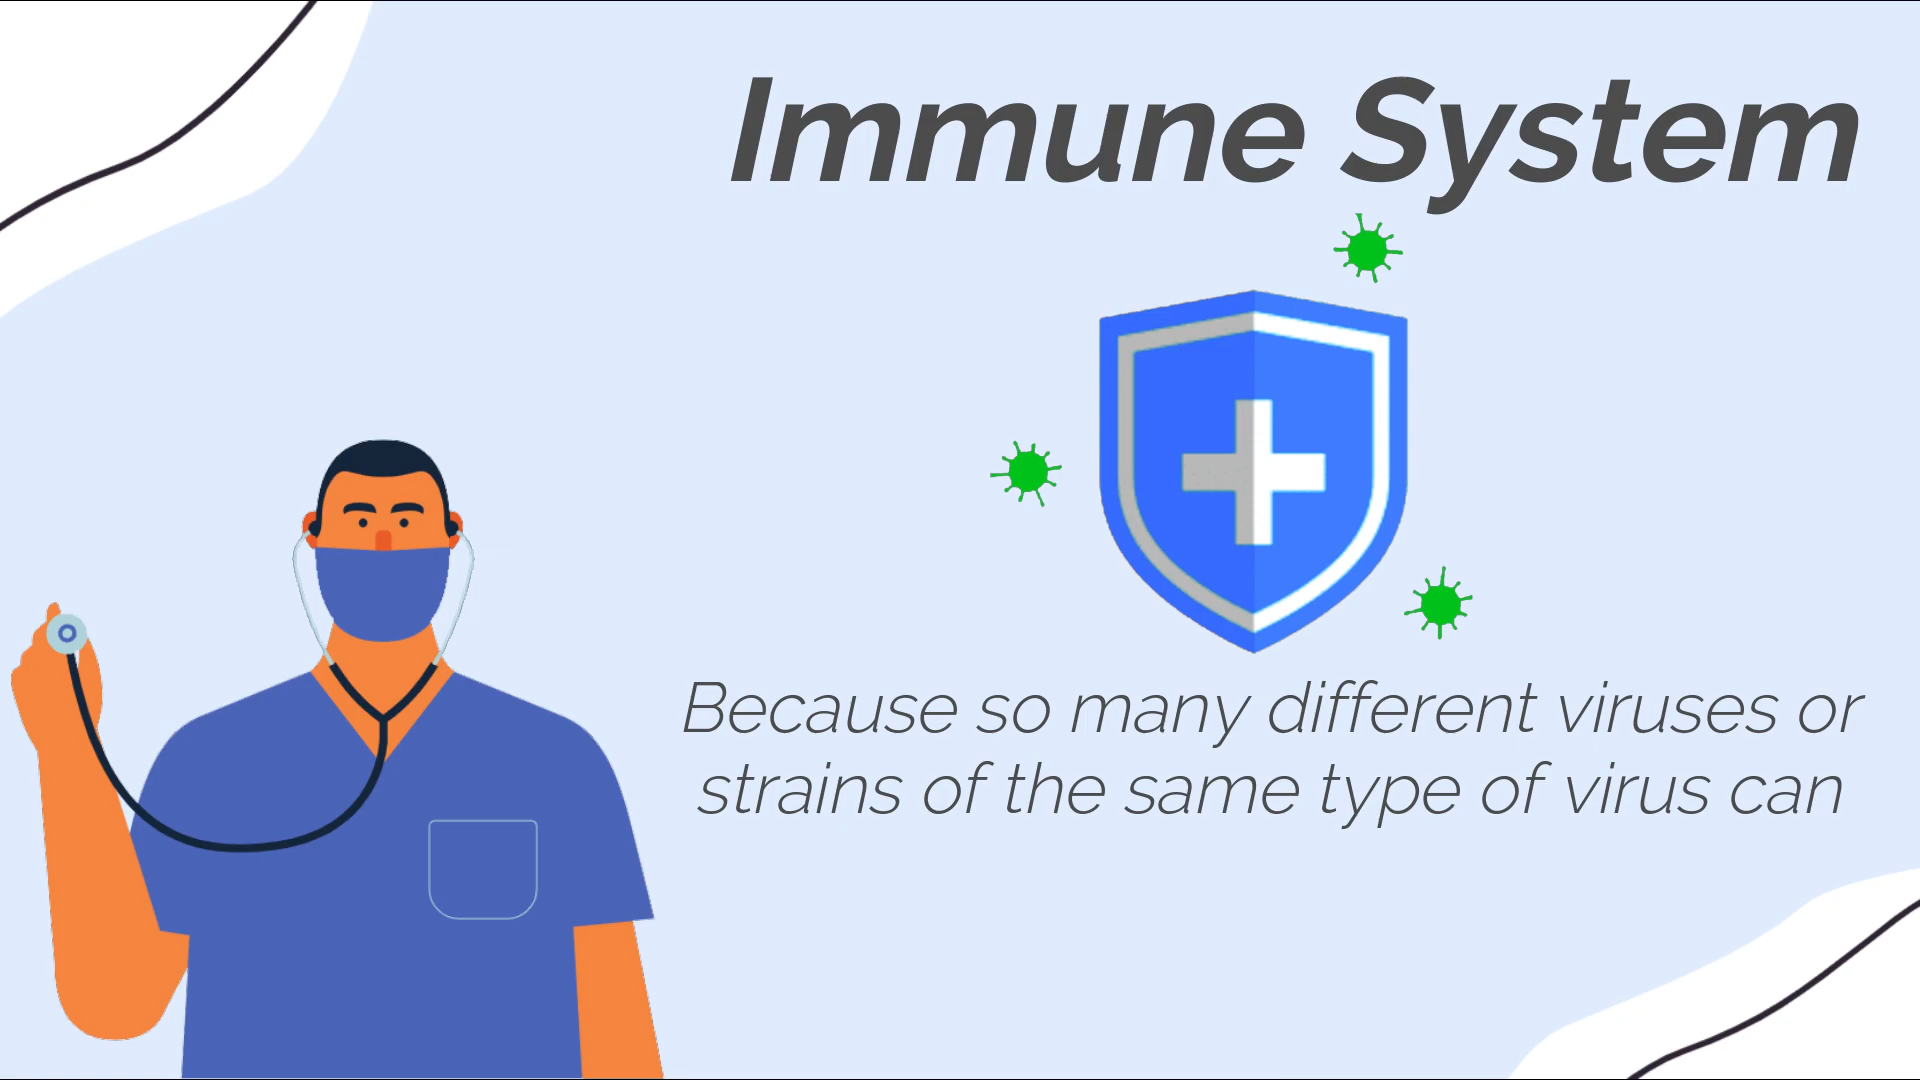 Immune System
Because so many different viruses or
strains of the same type of virus can